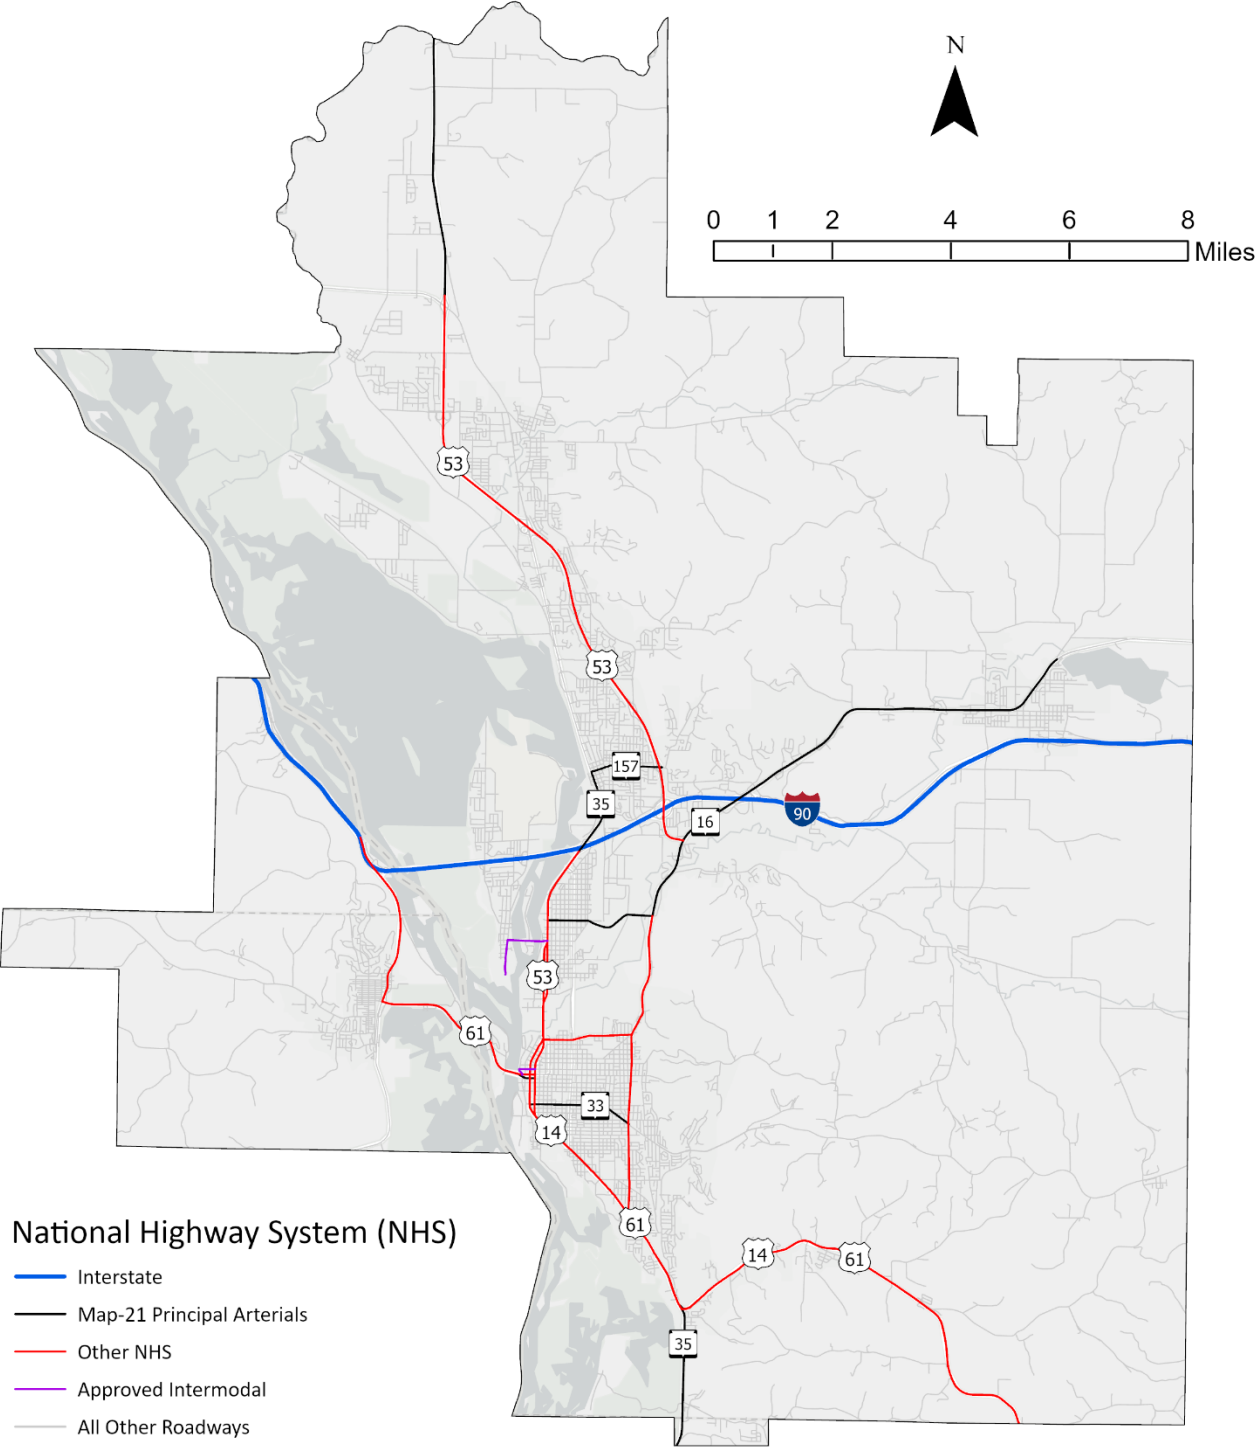 N
0 1 2 4 6 8
Miles
53
53
157
35
16
90
53
61
33
14
61
14
61
35
National Highway System (NHS)
Interstate
Map-21 Principal Arterials
Other NHS
Approved Intermodal
All Other Roadways